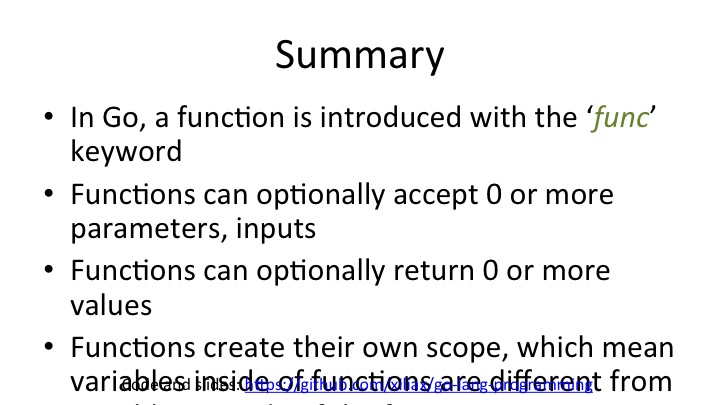 Summary
• In Go, a function is introduced with the ‘func’
keyword
• Functions can optionally accept 0 or more
parameters, inputs
• Functions can optionally return 0 or more
values
• Functions create their own scope, which mean
variables inside of functions are different from
Code and slides: